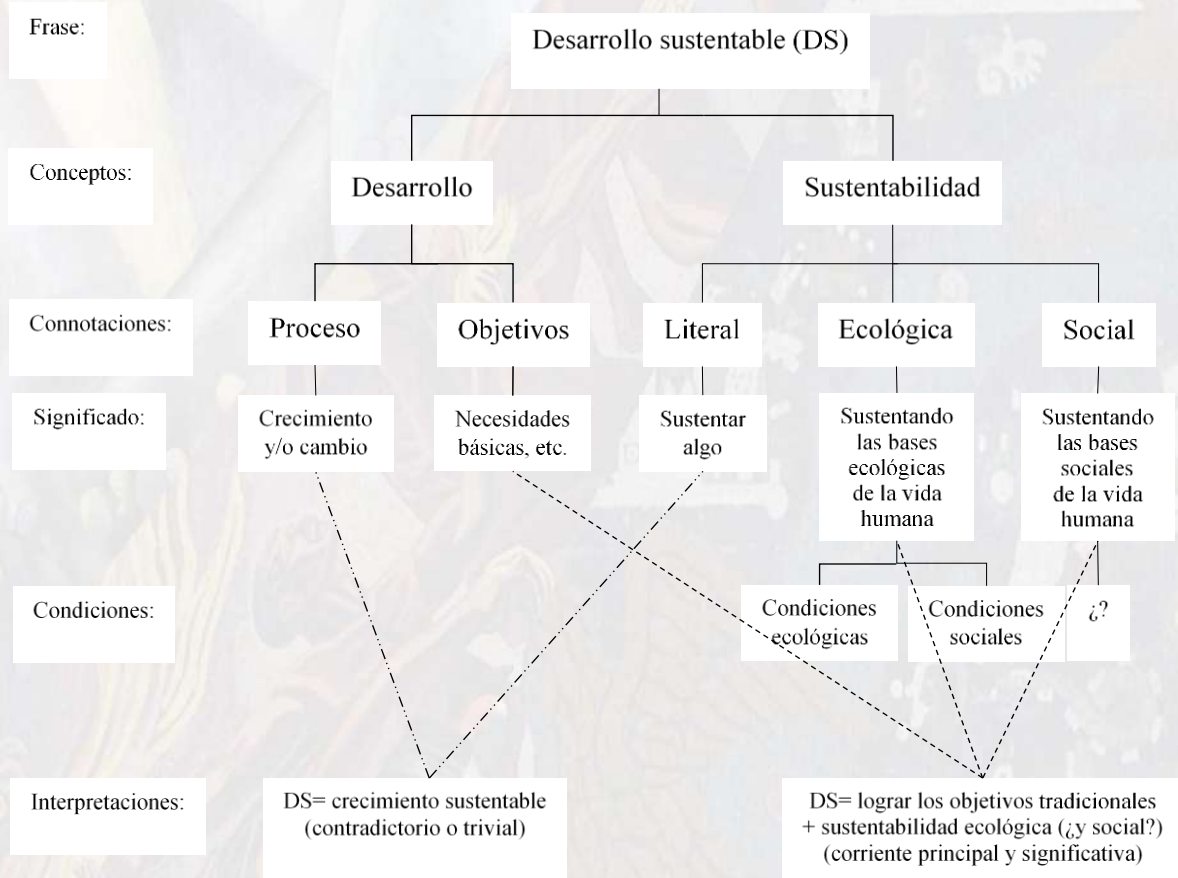 Frase:
Desarrollo sustentable (DS)
Conceptos:
Desarrollo
Sustentabilidad
Connotaciones:
Proceso
Objetivos
Literal
Ecológica
Social
Significado:
Crecimiento
y/o cambio
Necesidades
básicas, etc.
Sustentar
algo
Sustentando
las bases
ecológicas
de la vida
humana
Sustentando
las bases
sociales
de la vida
humana
Condiciones:
Condiciones
ecológicas
Condiciones
sociales
¿?
Interpretaciones:
DS= crecimiento sustentable
(contradictorio o trivial)
DS= lograr los objetivos tradicionales
+ sustentabilidad ecológica (¿y social?)
(corriente principal y significativa)